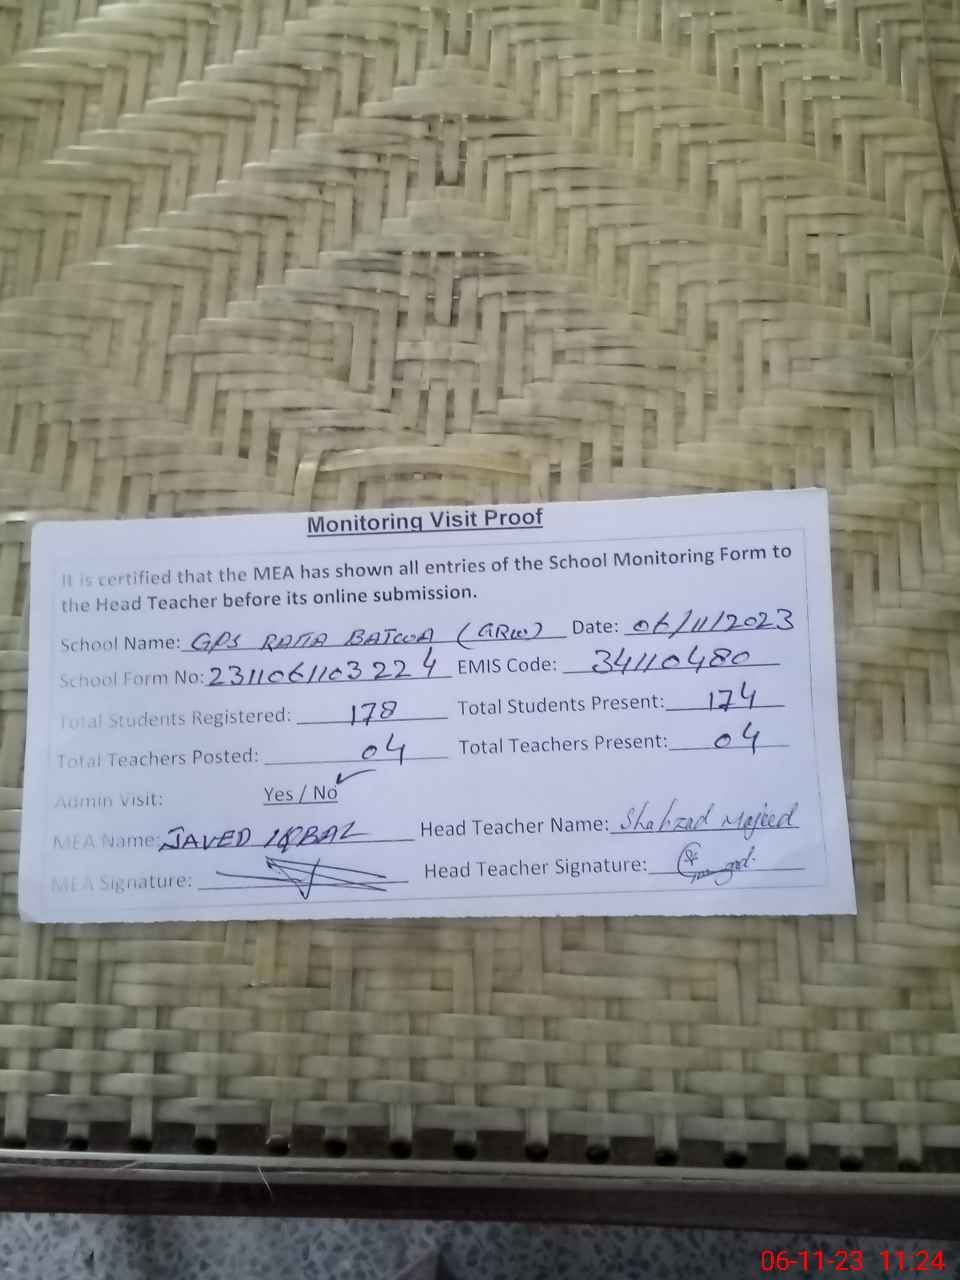 Monitoring Visit Proof
It is certified that the MEA has shown all entries of the School Monitoring Form to
the Head Teacher before its online submission.
School Name: GPS RATTA BAJWA (GRW) Date: 06/11/2023
School Form No: 2311061103224 EMIS Code: 34110480
Total Students Registered: 178 Total Students Present: 174
Total Teachers Posted: 04 Total Teachers Present: 04
Admin Visit: Yes / No ✓
MEA Name: JAVED IQBAL Head Teacher Name: Shahzad Majeed
MEA Signature: Head Teacher Signature:
06-11-23 11:24